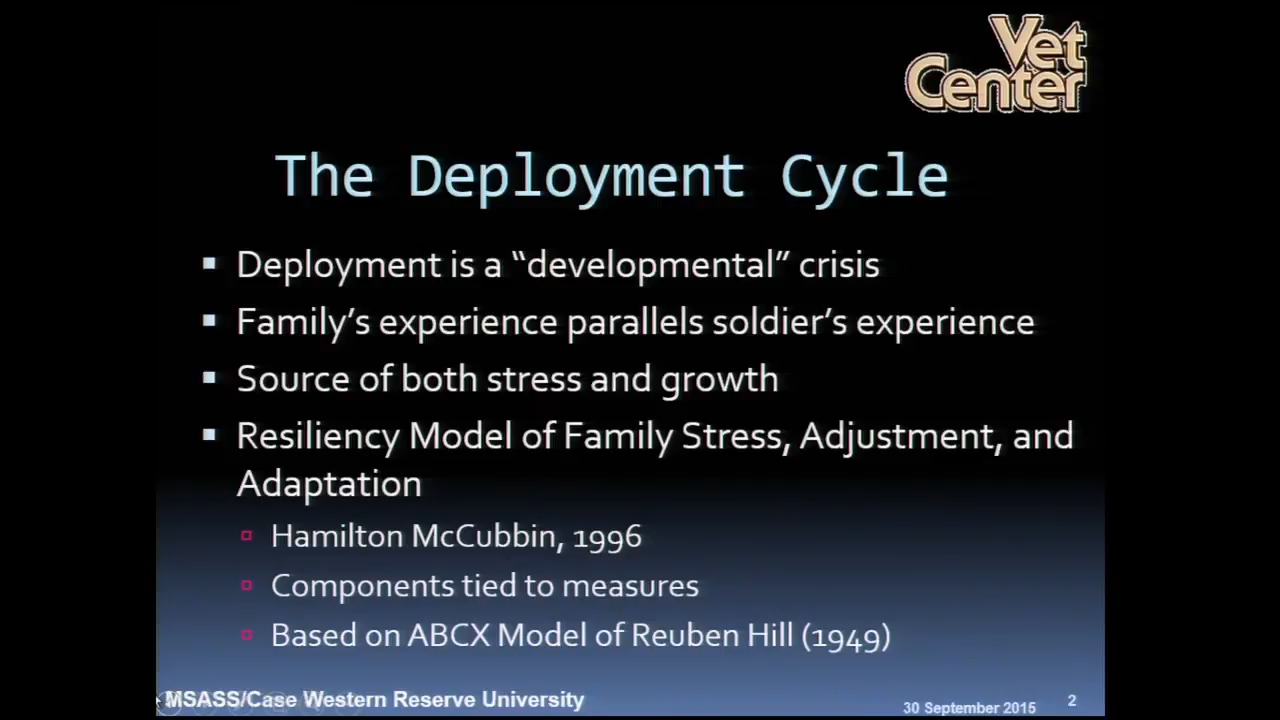 Vet
Center
The Deployment Cycle
▪ Deployment is a “developmental” crisis
▪ Family’s experience parallels soldier’s experience
▪ Source of both stress and growth
▪ Resiliency Model of Family Stress, Adjustment, and
Adaptation
▫ Hamilton McCubbin, 1996
▫ Components tied to measures
▫ Based on ABCX Model of Reuben Hill (1949)
MSASS/Case Western Reserve University
30 September 2015
2